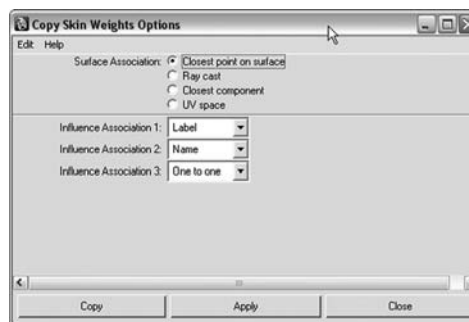 Copy Skin Weights Options
Edit Help
Surface Association: Closest point on surface
Ray cast
Closest component
UV space
Influence Association 1: Label
Influence Association 2: Name
Influence Association 3: One to one
Copy Apply Close